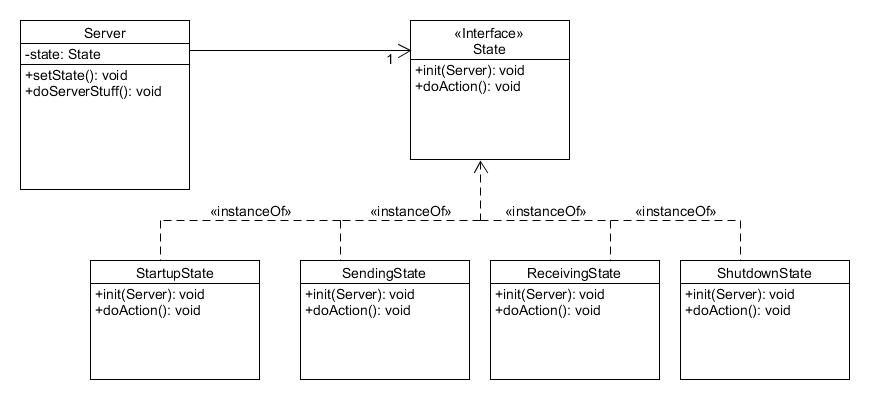 Server
-state: State
+setState(): void
+doServerStuff(): void
1
«Interface»
State
+init(Server): void
+doAction(): void
«instanceOf»
«instanceOf»
«instanceOf»
«instanceOf»
StartupState
+init(Server): void
+doAction(): void
SendingState
+init(Server): void
+doAction(): void
ReceivingState
+init(Server): void
+doAction(): void
ShutdownState
+init(Server): void
+doAction(): void